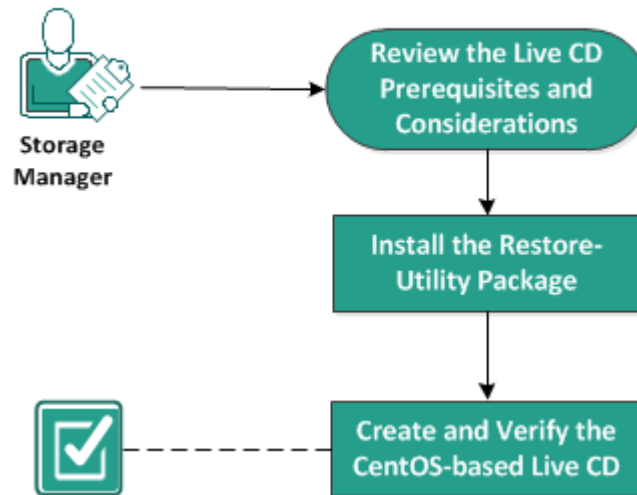 Storage
Manager
Review the Live CD
Prerequisites and
Considerations
Install the Restore-
Utility Package
Create and Verify the
CentOS-based Live CD